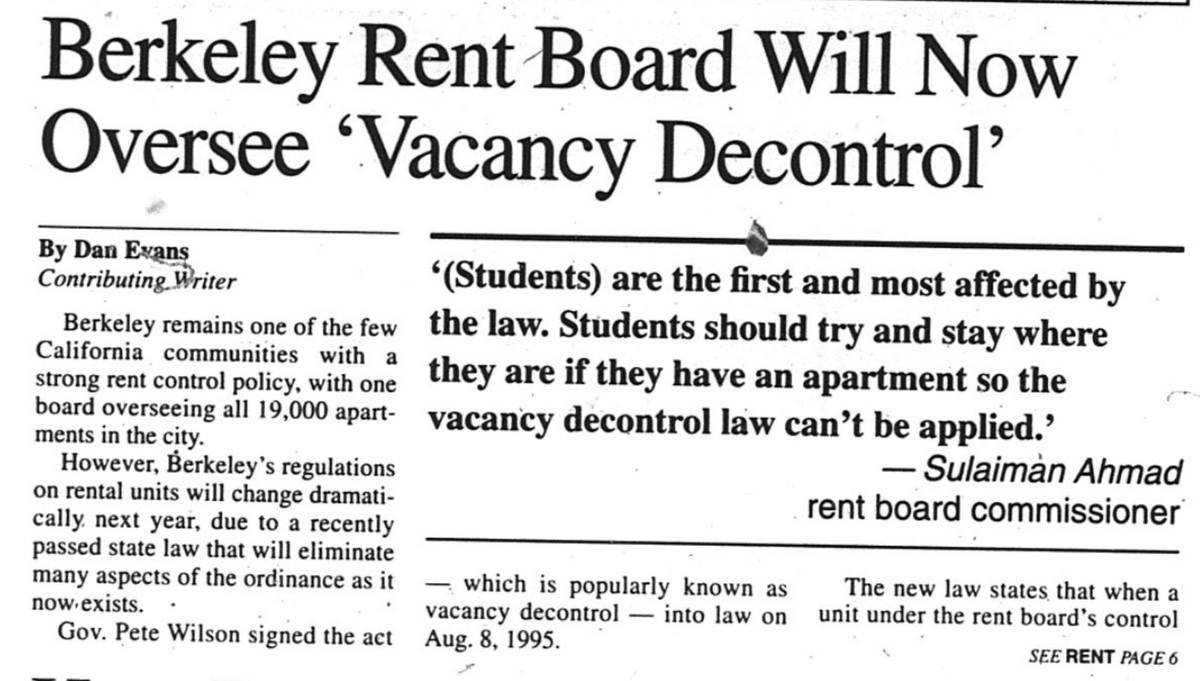 Berkeley Rent Board Will Now
Oversee ‘Vacancy Decontrol’
By Dan Evans
Contributing Writer
Berkeley remains one of the few
California communities with a
strong rent control policy, with one
board overseeing all 19,000 apart-
ments in the city.
However, Berkeley’s regulations
on rental units will change dramati-
cally next year, due to a recently
passed state law that will eliminate
many aspects of the ordinance as it
now exists.
Gov. Pete Wilson signed the act
‘(Students) are the first and most affected by
the law. Students should try and stay where
they are if they have an apartment so the
vacancy decontrol law can’t be applied.’
— Sulaiman Ahmad
rent board commissioner
— which is popularly known as
vacancy decontrol — into law on
Aug. 8, 1995.
The new law states that when a
unit under the rent board’s control
SEE RENT PAGE 6